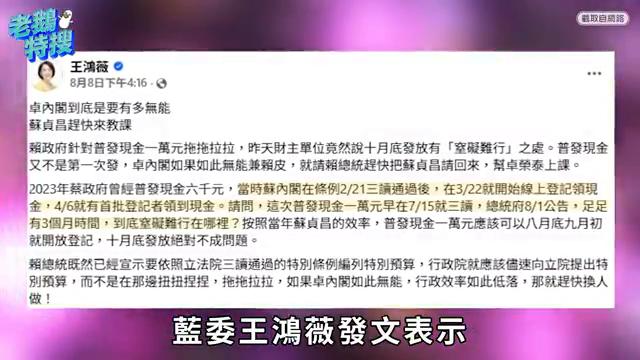 老鵝
特搜
截取自網路
王鴻薇
8月8日下午4:16
卓內閣到底是要有多無能
蘇貞昌趕快來教課
賴政府針對普發現金一萬元拖拖拉拉，昨天財主單位竟然說十月底發放有「窒礙難行」之處。普發現金
又不是第一次發，卓內閣如果如此無能兼賴皮，就請賴總統趕快把蘇貞昌請回來，幫卓榮泰上課。
2023年蔡政府曾經普發現金六千元，當時蘇內閣在條例2/21三讀通過後，在3/22就開始線上登記領現
金，4/6就有首批登記者領到現金。請問，這次普發現金一萬元早在7/15就三讀，總統府8/1公告，足足
有3個月時間，到底窒礙難行在哪裡？按照當年蘇貞昌的效率，普發現金一萬元應該可以八月底九月初
就開放登記，十月底發放絕對不成問題。
賴總統既然已經宣示要依照立法院三讀通過的特別條例編列特別預算，行政院就應該儘速向立院提出特
別預算，而不是在那邊扭扭捏捏，拖拖拉拉，如果卓內閣如此無能，行政效率如此低落，那就趕快換人
做！
藍委王鴻薇發文表示